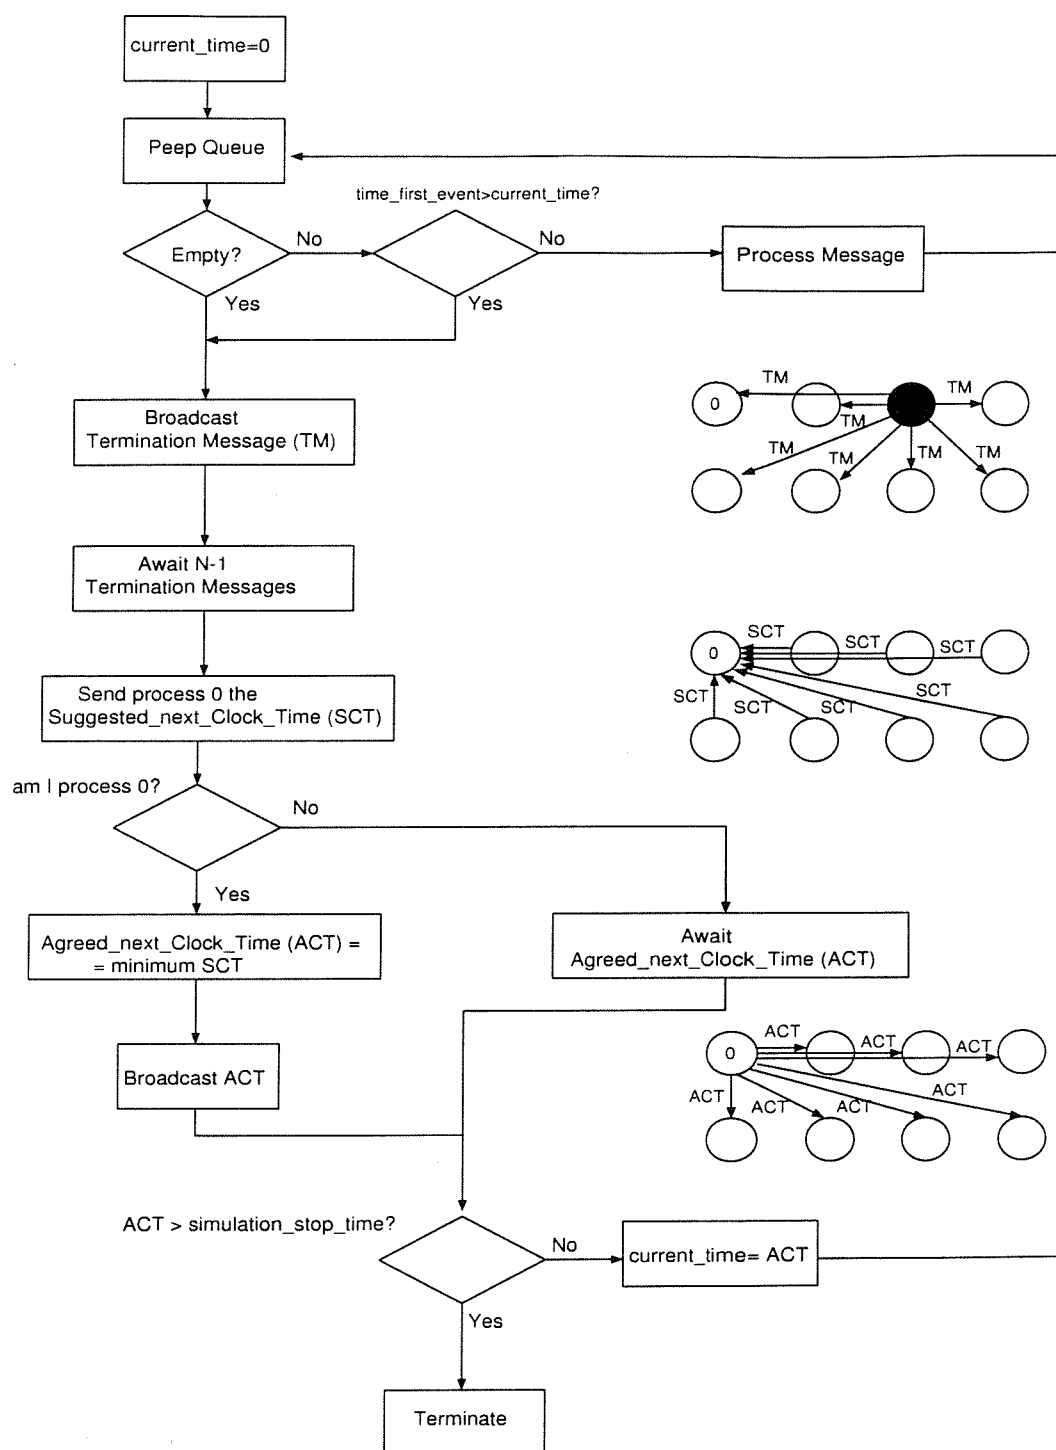 current_time=0
Peep Queue
time_first_event>current_time?
Empty?
No
No
Process Message
Yes
Yes
Broadcast
Termination Message (TM)
0
TM
TM
TM
TM
TM
TM
TM
Await N-1
Termination Messages
0
SCT
SCT
SCT
SCT
SCT
SCT
SCT
Send process 0 the
Suggested_next_Clock_Time (SCT)
am I process 0?
No
Yes
Agreed_next_Clock_Time (ACT) =
= minimum SCT
Await
Agreed_next_Clock_Time (ACT)
Broadcast ACT
0
ACT
ACT
ACT
ACT
ACT
ACT
ACT
ACT > simulation_stop_time?
No
current_time= ACT
Yes
Terminate